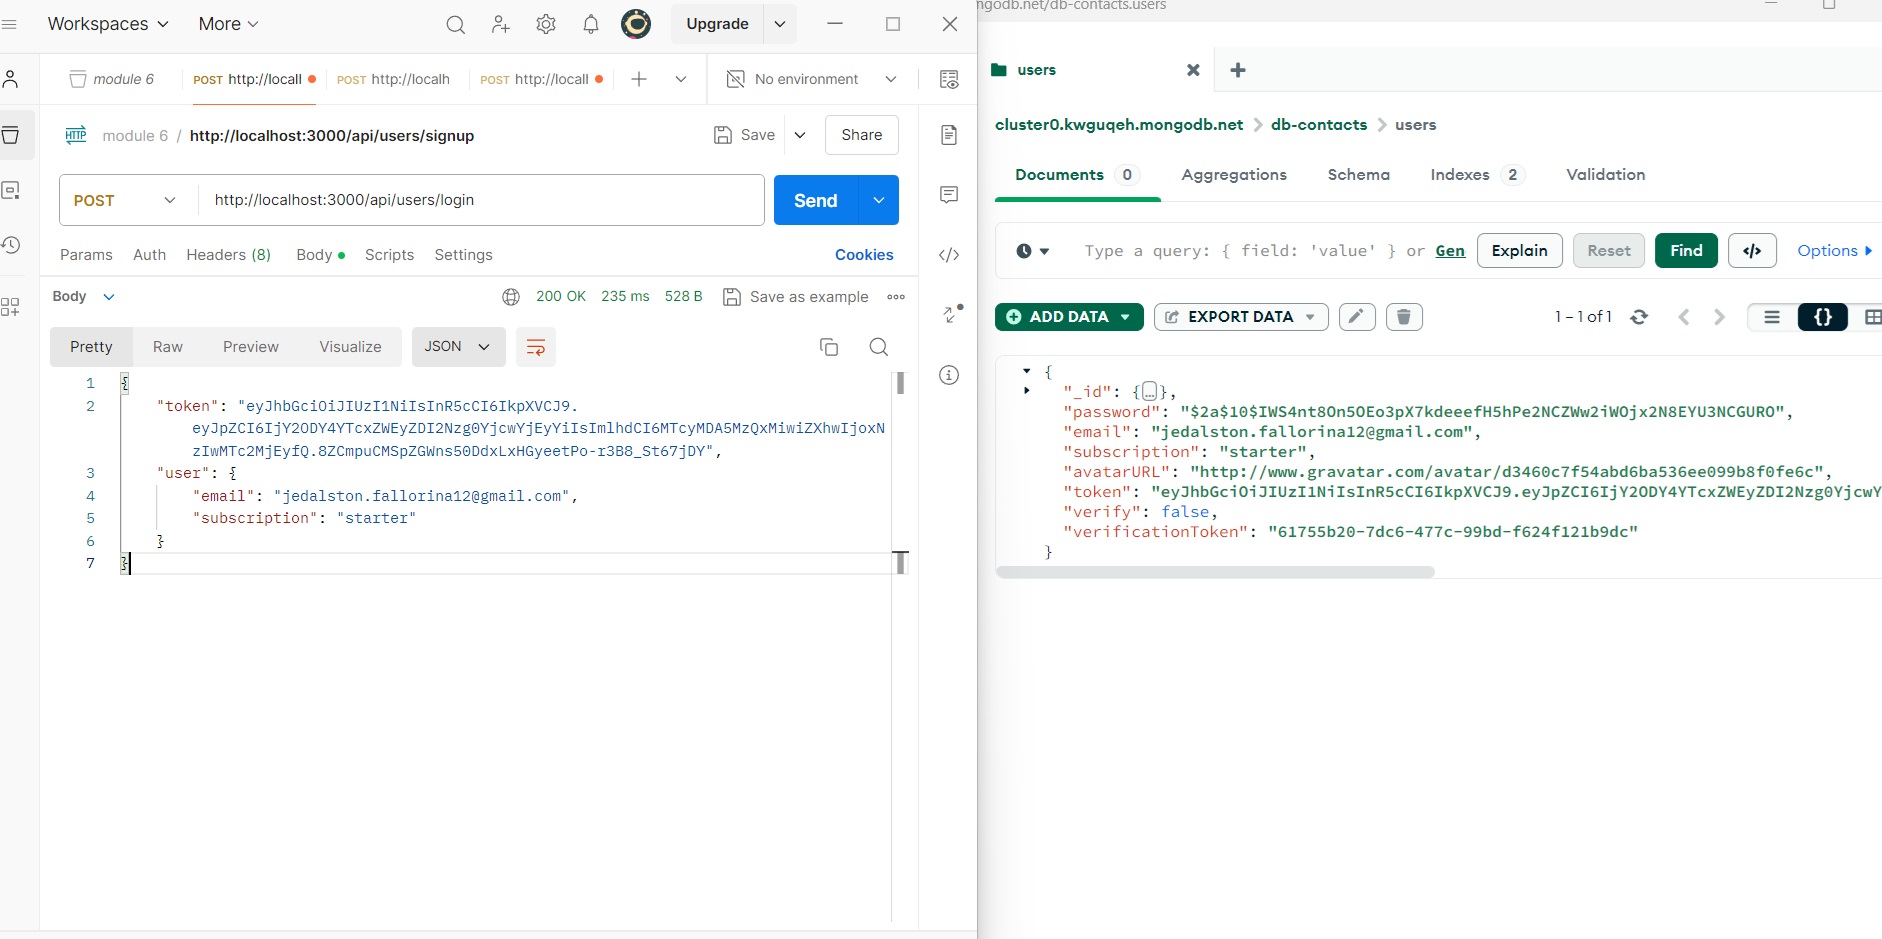 Workspaces More Upgrade
module 6 POST http://locall POST http://localh POST http://locall No environment
HTTP module 6 / http://localhost:3000/api/users/signup Save Share
POST http://localhost:3000/api/users/login Send
Params Auth Headers (8) Body Scripts Settings Cookies
Body 200 OK 235 ms 528 B Save as example
Pretty Raw Preview Visualize JSON
1 {
2 "token": "eyJhbGciOiJIUzI1NiIsInR5cCI6IkpXVCJ9.
eyJpZCI6IjY2ODY4YTcxZWEyZDI2Nzg0YjcwYjEyYiIsImlhdCI6MTcyMDA5MzQxMiwiZXhwIjoxN
zIwMTc2MjEyfQ.8ZCmpuCMSpZGWns50DdxLxHGyeetPo-r3B8_St67jDY",
3 "user": {
4 "email": "jedalston.fallorina12@gmail.com",
5 "subscription": "starter"
6 }
7 }
ngodb.net/db-contacts.users
users
cluster0.kwguqeh.mongodb.net db-contacts users
Documents 0 Aggregations Schema Indexes 2 Validation
Type a query: { field: 'value' } or Gen Explain Reset Find </> Options
ADD DATA EXPORT DATA 1 – 1 of 1 {}
{
"_id": {…},
"password": "$2a$10$IWS4nt8On5OEo3pX7kdeeefH5hPe2NCZWw2iWOjx2N8EYU3NCGURO",
"email": "jedalston.fallorina12@gmail.com",
"subscription": "starter",
"avatarURL": "http://www.gravatar.com/avatar/d3460c7f54abd6ba536ee099b8f0fe6c",
"token": "eyJhbGciOiJIUzI1NiIsInR5cCI6IkpXVCJ9.eyJpZCI6IjY2ODY4YTcxZWEyZDI2Nzg0YjcwY
"verify": false,
"verificationToken": "61755b20-7dc6-477c-99bd-f624f121b9dc"
}